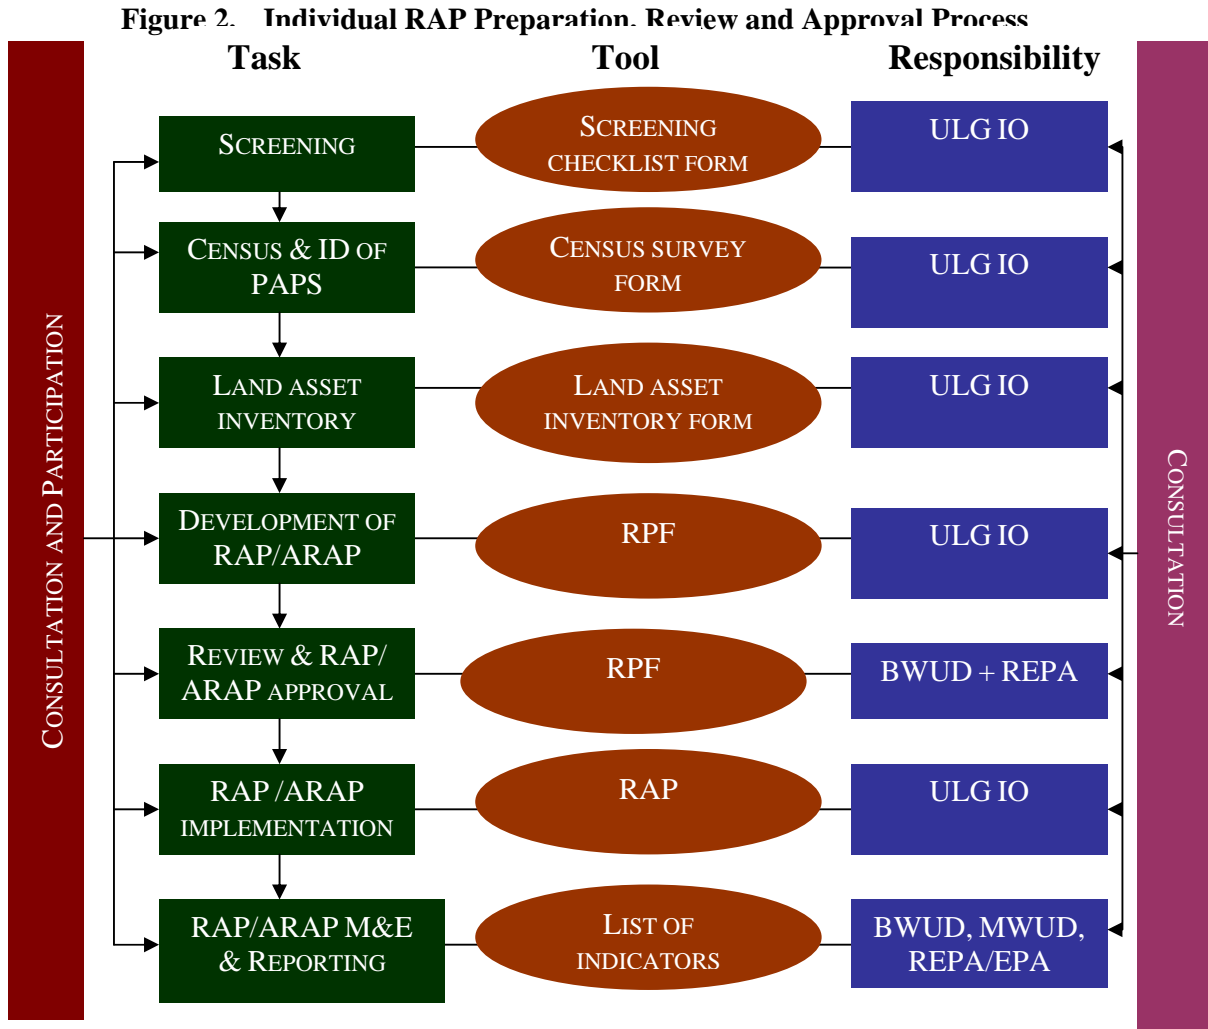 Figure 2. Individual RAP Preparation, Review and Approval Process
Task Tool Responsibility
CONSULTATION AND PARTICIPATION
SCREENING
SCREENING
CHECKLIST FORM
ULG IO
CENSUS & ID OF
PAPS
CENSUS SURVEY
FORM
ULG IO
LAND ASSET
INVENTORY
LAND ASSET
INVENTORY FORM
ULG IO
DEVELOPMENT OF
RAP/ARAP
RPF
ULG IO
REVIEW & RAP/
ARAP APPROVAL
RPF
BWUD + REPA
RAP /ARAP
IMPLEMENTATION
RAP
ULG IO
RAP/ARAP M&E
& REPORTING
LIST OF
INDICATORS
BWUD, MWUD,
REPA/EPA
CONSULTATION